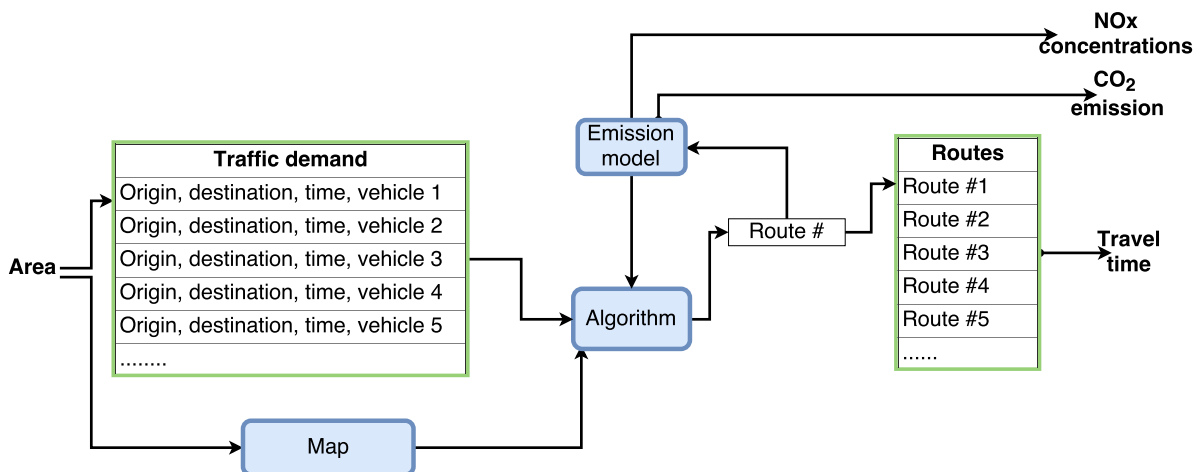 NOx
concentrations
CO2
emission
Emission
model
Traffic demand
Origin, destination, time, vehicle 1
Origin, destination, time, vehicle 2
Origin, destination, time, vehicle 3
Origin, destination, time, vehicle 4
Origin, destination, time, vehicle 5
........
Area
Map
Algorithm
Route #
Routes
Route #1
Route #2
Route #3
Route #4
Route #5
......
Travel
time